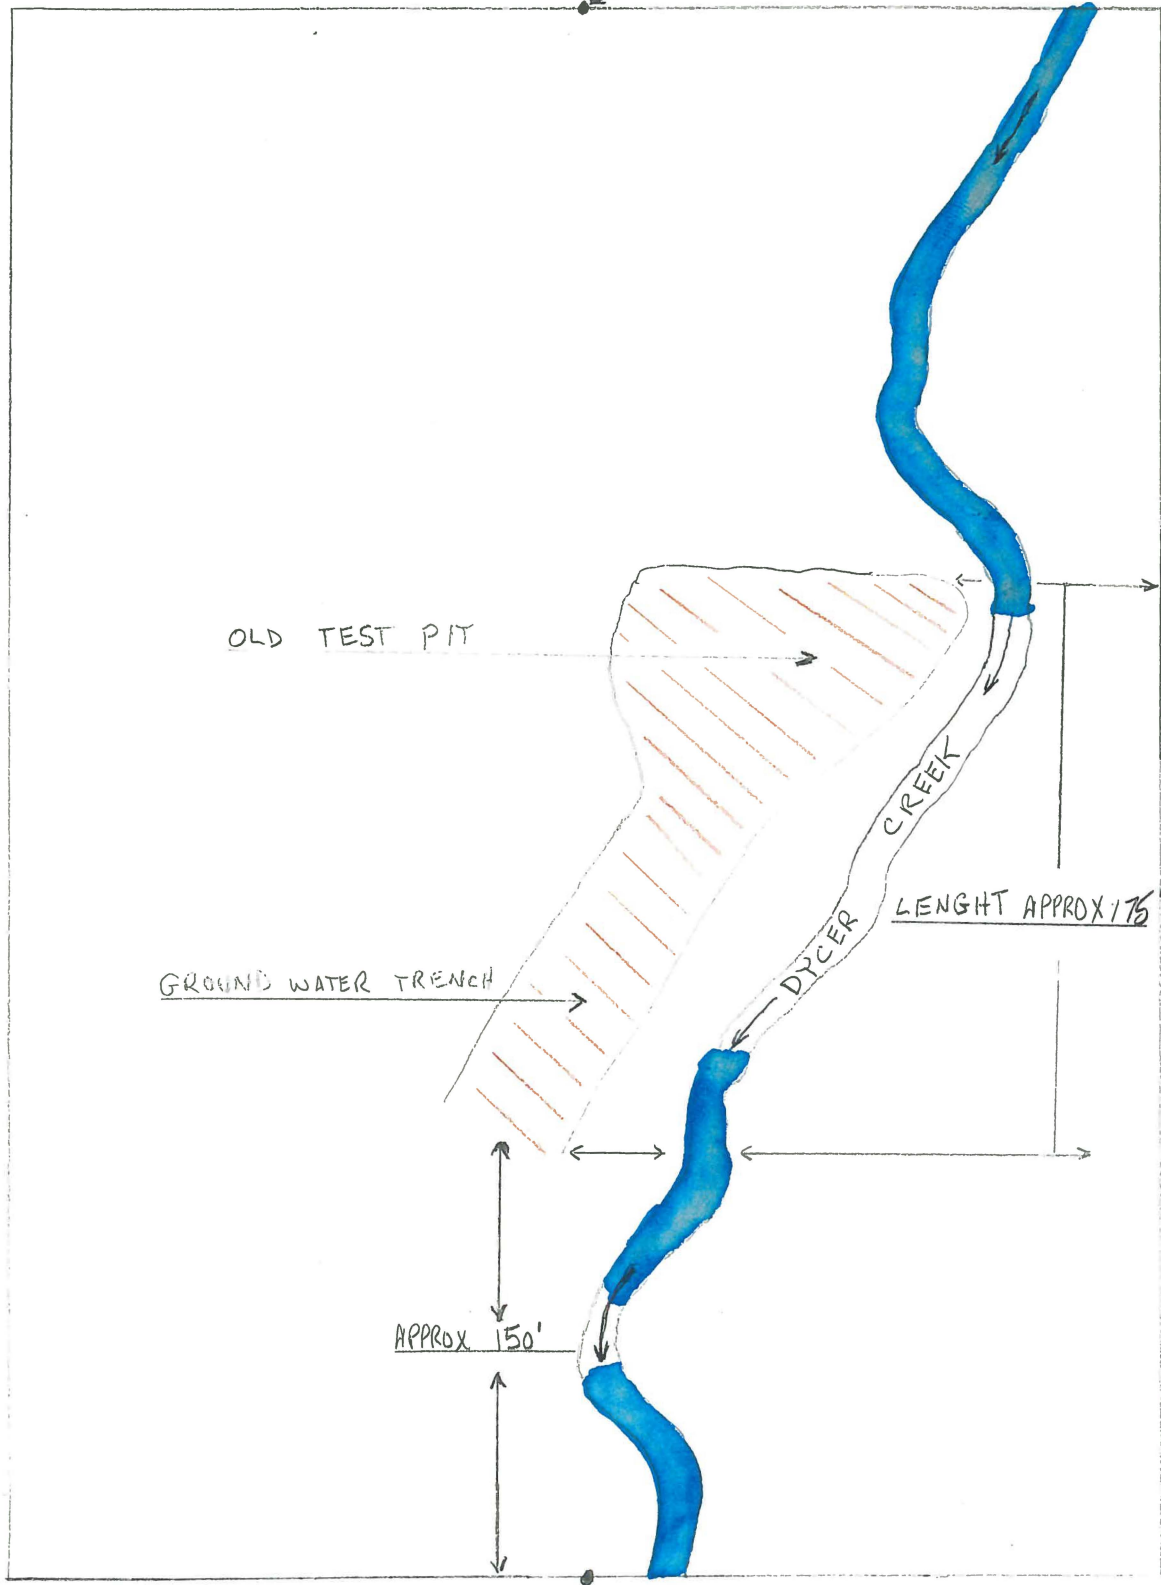 OLD TEST PIT
CREEK
LENGHT APPROX 175'
DYCER
GROUND WATER TRENCH
APPROX 150'